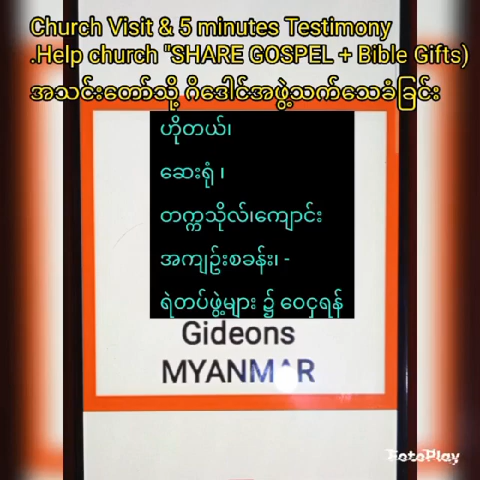 Church Visit & 5 minutes Testimony
.Help church "SHARE GOSPEL + Bible Gifts)
အသင်းတော်သို့ ဂိဒေါင်အဖွဲ့သက်သေခံခြင်း
ဟိုတယ်၊
ဆေးရုံ ၊
တက္ကသိုလ်၊ကျောင်း
အကျဥ်းစခန်း၊ -
ရဲတပ်ဖွဲ့များ ၌ ဝေငှရန်
Gideons
MYANMAR
FotoPlay